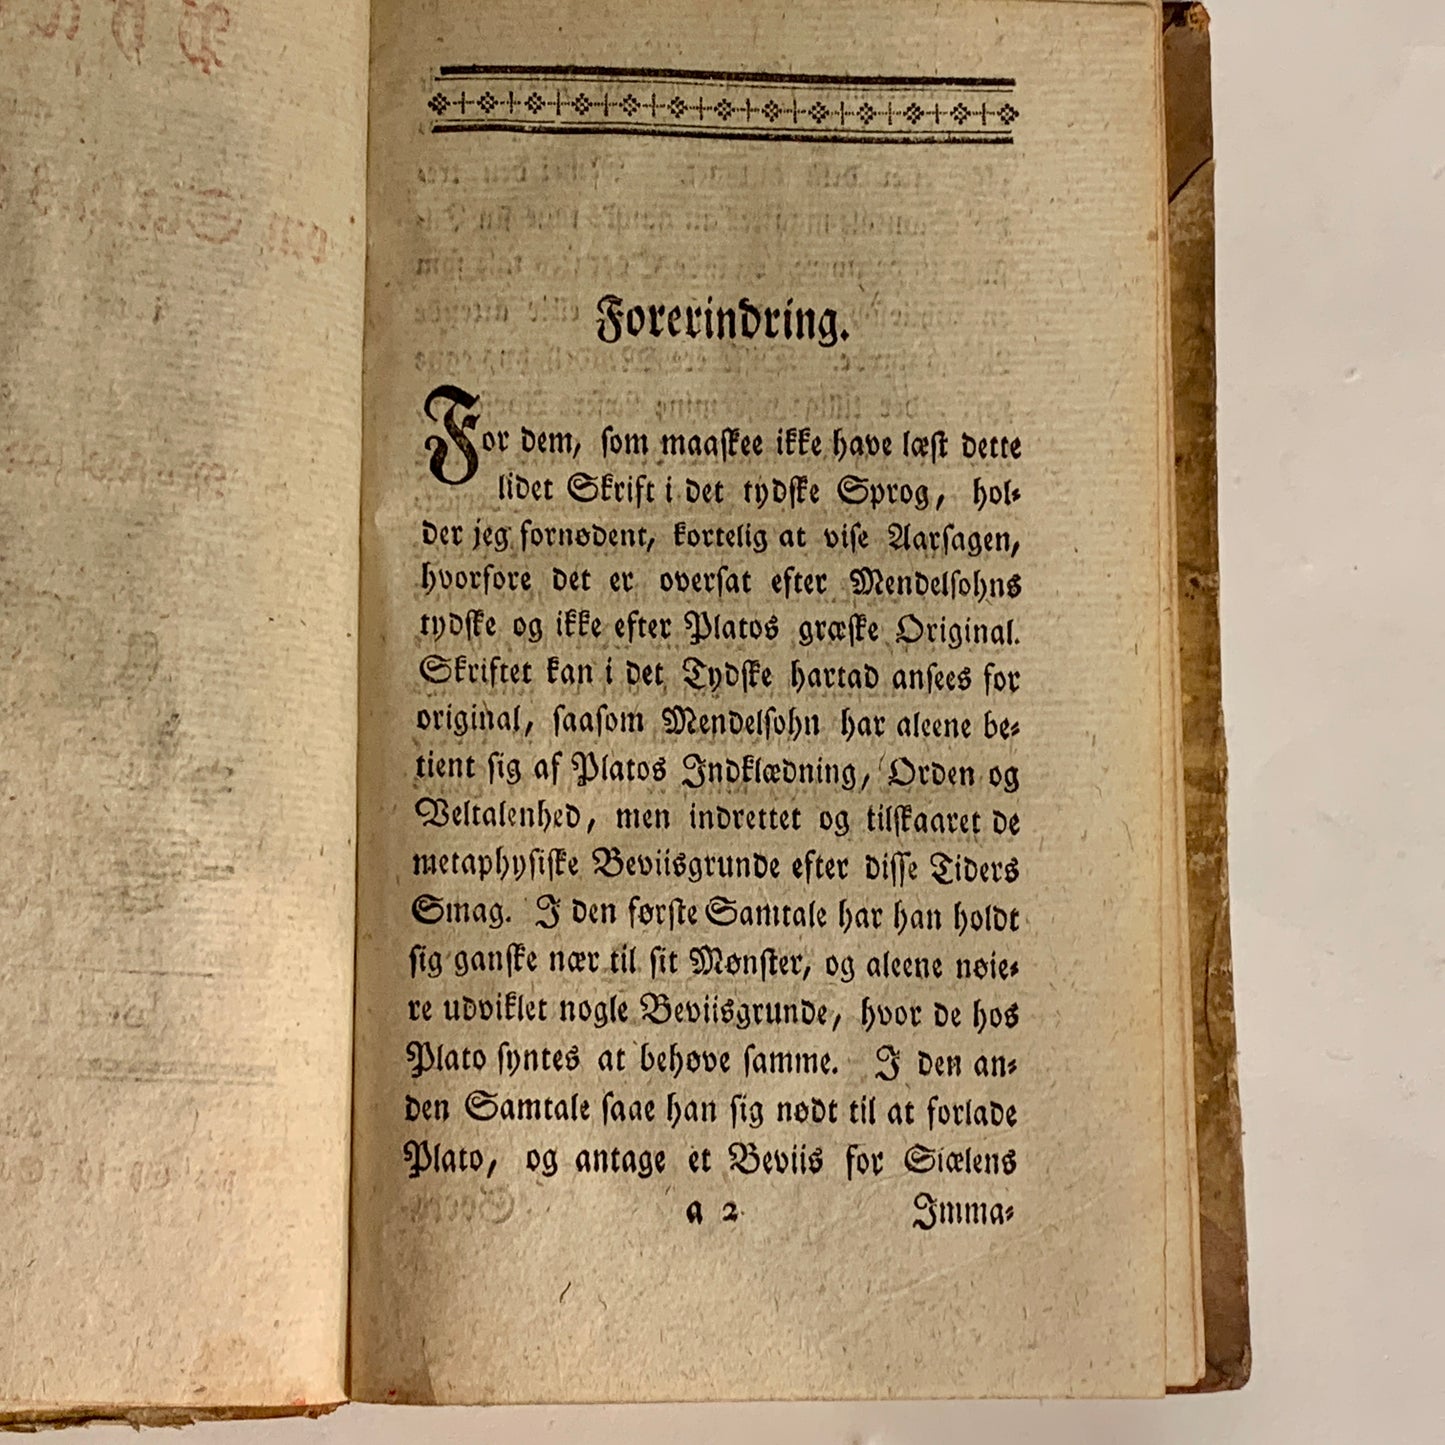 Forerindring.
For dem, som maaskee ikke have læst dette
lidet Skrift i det tydske Sprog, hol-
der jeg fornødent, kortelig at vise Aarsagen,
hvorfore det er oversat efter Mendelsohns
tydske og ikke efter Platos græske Original.
Skriftet kan i det Tydske hartad ansees for
original, saasom Mendelsohn har aleene be-
tient sig af Platos Indklædning, Orden og
Veltalenhed, men indrettet og tilskaaret de
metaphysiske Beviisgrunde efter disse Tiders
Smag. I den første Samtale har han holdt
sig ganske nær til sit Mønster, og aleene nøie-
re udviklet nogle Beviisgrunde, hvor de hos
Plato syntes at behøve samme. I den an-
den Samtale saae han sig nødt til at forlade
Plato, og antage et Beviis for Siælens
a 2 Imma-